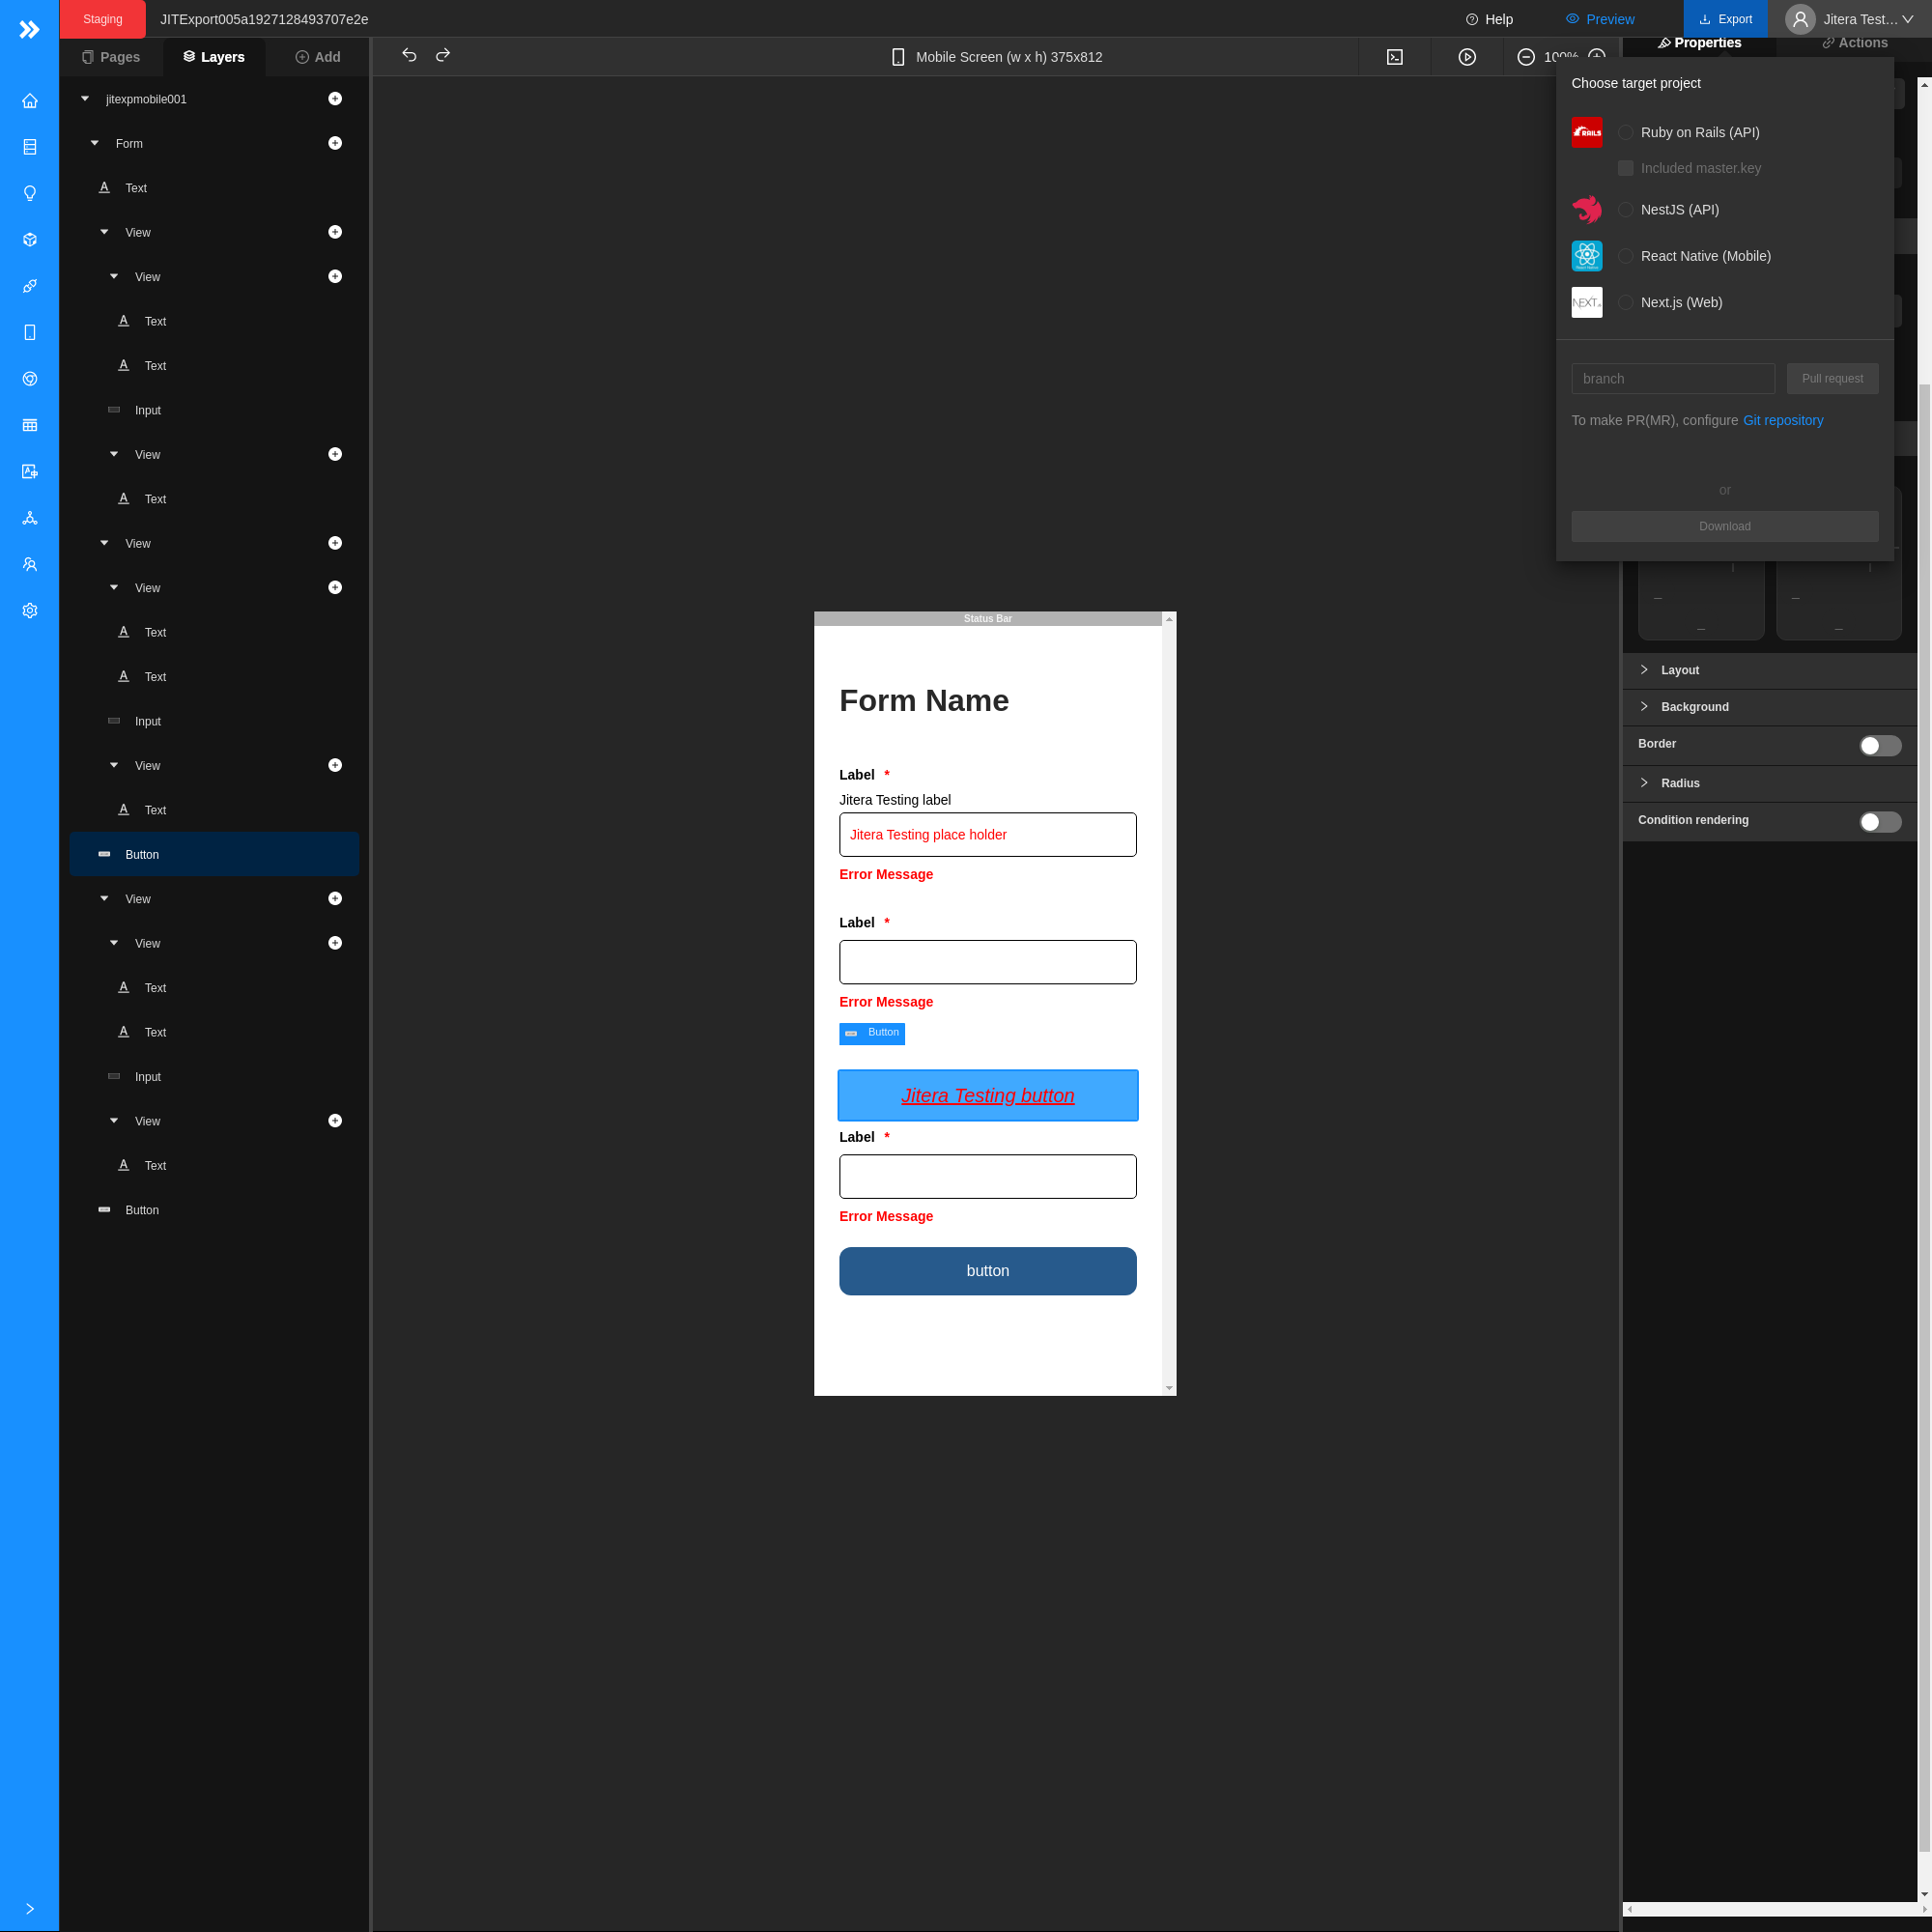 Staging
JITExport005a1927128493707e2e
Help
Preview
Export
Jitera Test...
Pages
Layers
Add
Mobile Screen (w x h) 375x812
Properties
Actions
jitexpmobile001
Form
Text
View
View
Text
Text
Input
View
Text
View
View
Text
Text
Input
View
Text
Button
View
View
Text
Text
Input
View
Text
Button
Status Bar
Form Name
Label *
Jitera Testing label
Jitera Testing place holder
Error Message
Label *
Error Message
Button
Jitera Testing button
Label *
Error Message
button
Choose target project
RAILS
Ruby on Rails (API)
Included master.key
NestJS (API)
React Native (Mobile)
NEXT
Next.js (Web)
branch
Pull request
To make PR(MR), configure Git repository
or
Download
Layout
Background
Border
Radius
Condition rendering